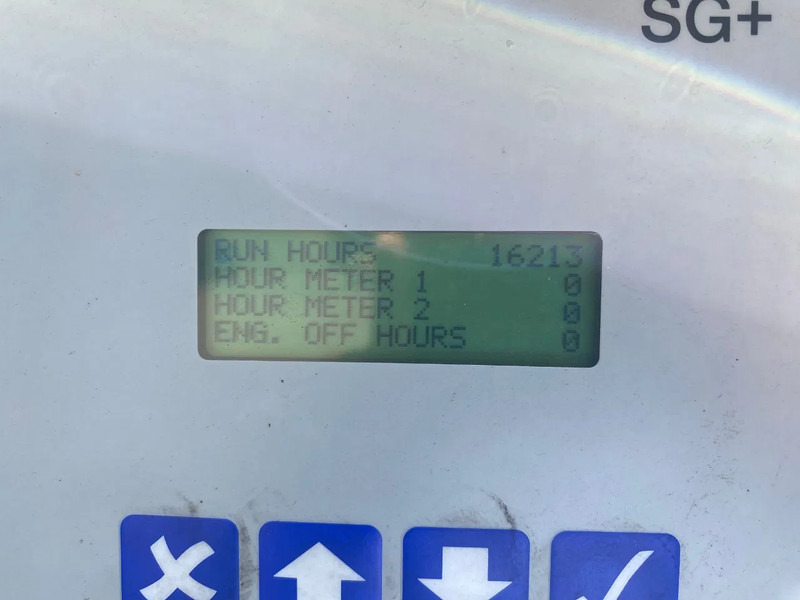 SG+
RUN HOURS 16213
HOUR METER 1 0
HOUR METER 2 0
ENG. OFF HOURS 0